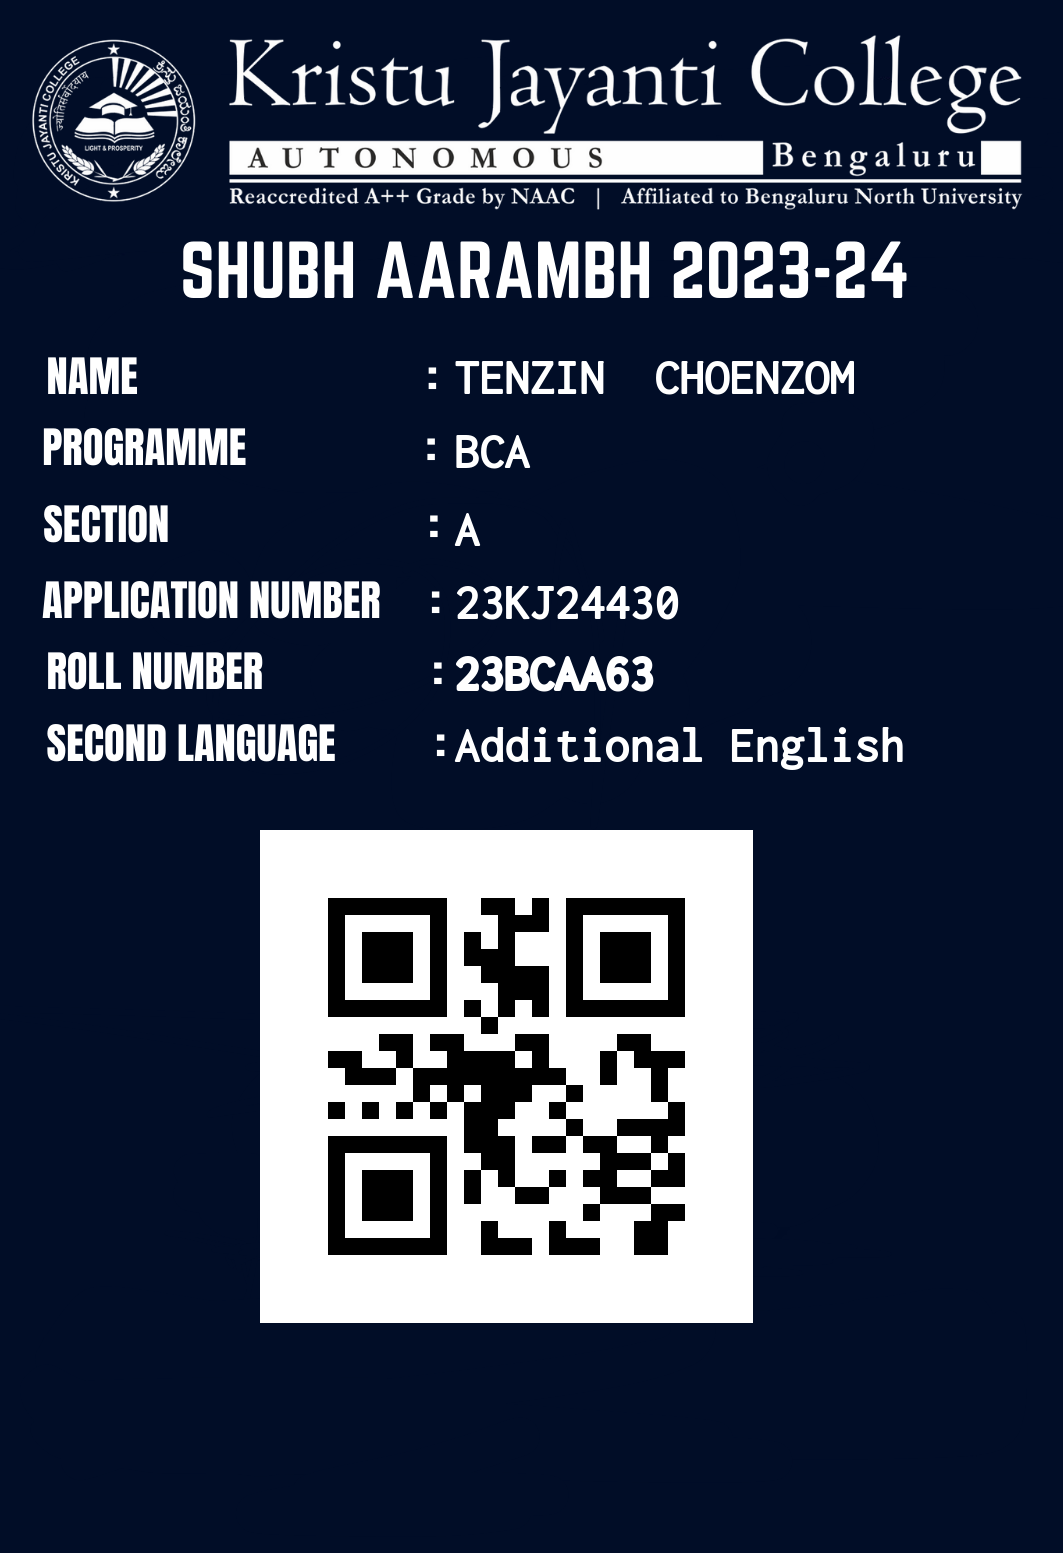 Kristu Jayanti College
AUTONOMOUS Bengaluru
Reaccredited A++ Grade by NAAC | Affiliated to Bengaluru North University
KRISTU JAYANTI COLLEGE
LIGHT & PROSPERITY
SHUBH AARAMBH 2023-24
NAME : TENZIN CHOENZOM
PROGRAMME : BCA
SECTION : A
APPLICATION NUMBER : 23KJ24430
ROLL NUMBER : 23BCAA63
SECOND LANGUAGE : Additional English